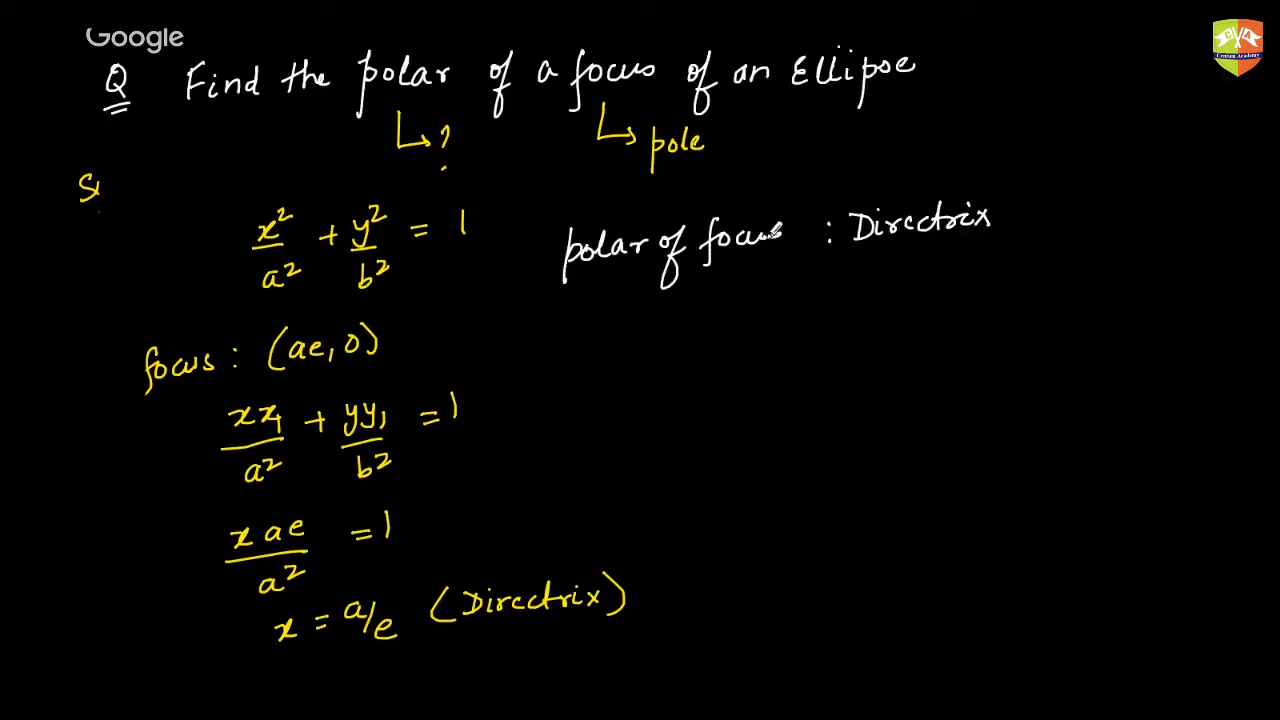 Google
Q Find the polar of a focus of an Ellipse
↳ ? ↳ pole
S
x²/a² + y²/b² = 1
polar of focus : Directrix
focus : (ae, 0)
xx₁/a² + yy₁/b² = 1
x ae/a² = 1
x = a/e (Directrix)